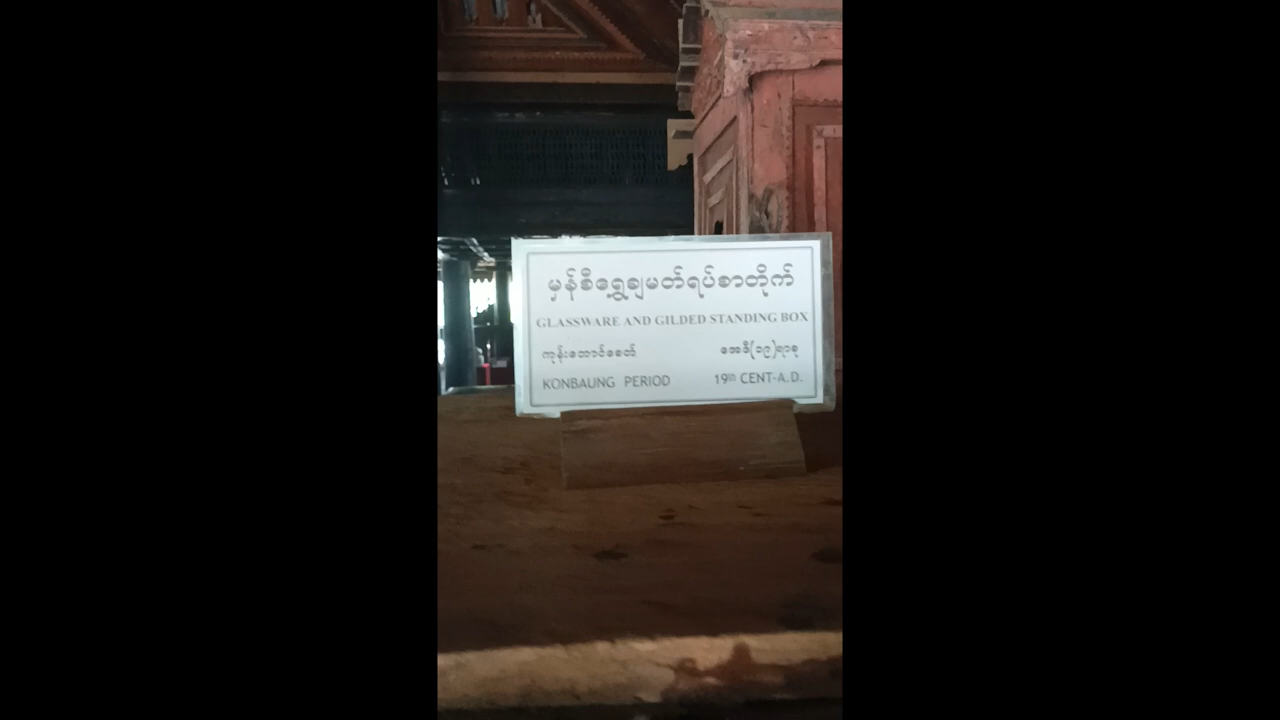 မှန်စီရွှေချမတ်ရပ်စာတိုက်
GLASSWARE AND GILDED STANDING BOX
ကုန်းဘောင်ခေတ် အေဒီ(၁၉)ရာစု
KONBAUNG PERIOD 19th CENT-A.D.